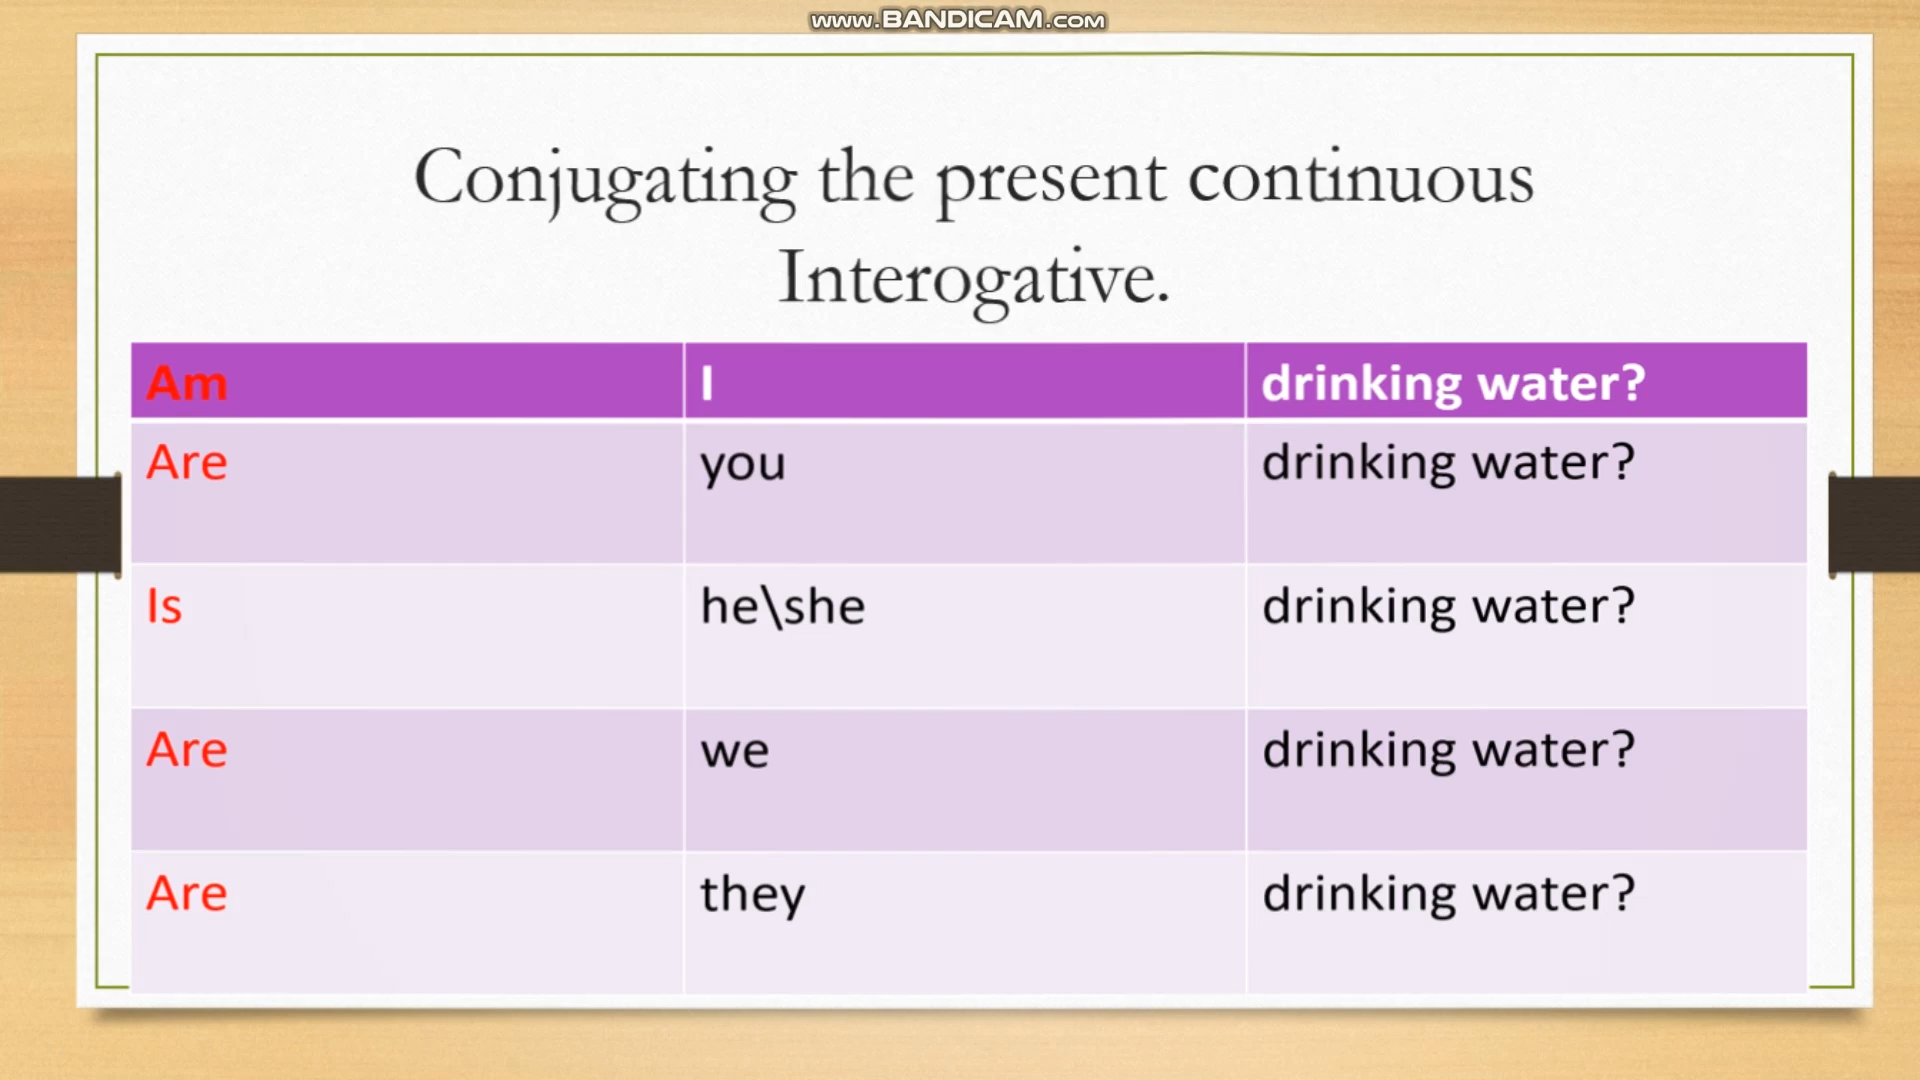 www.BANDICAM.com
Conjugating the present continuous
Interogative.
Am I drinking water?
Are you drinking water?
Is he\she drinking water?
Are we drinking water?
Are they drinking water?